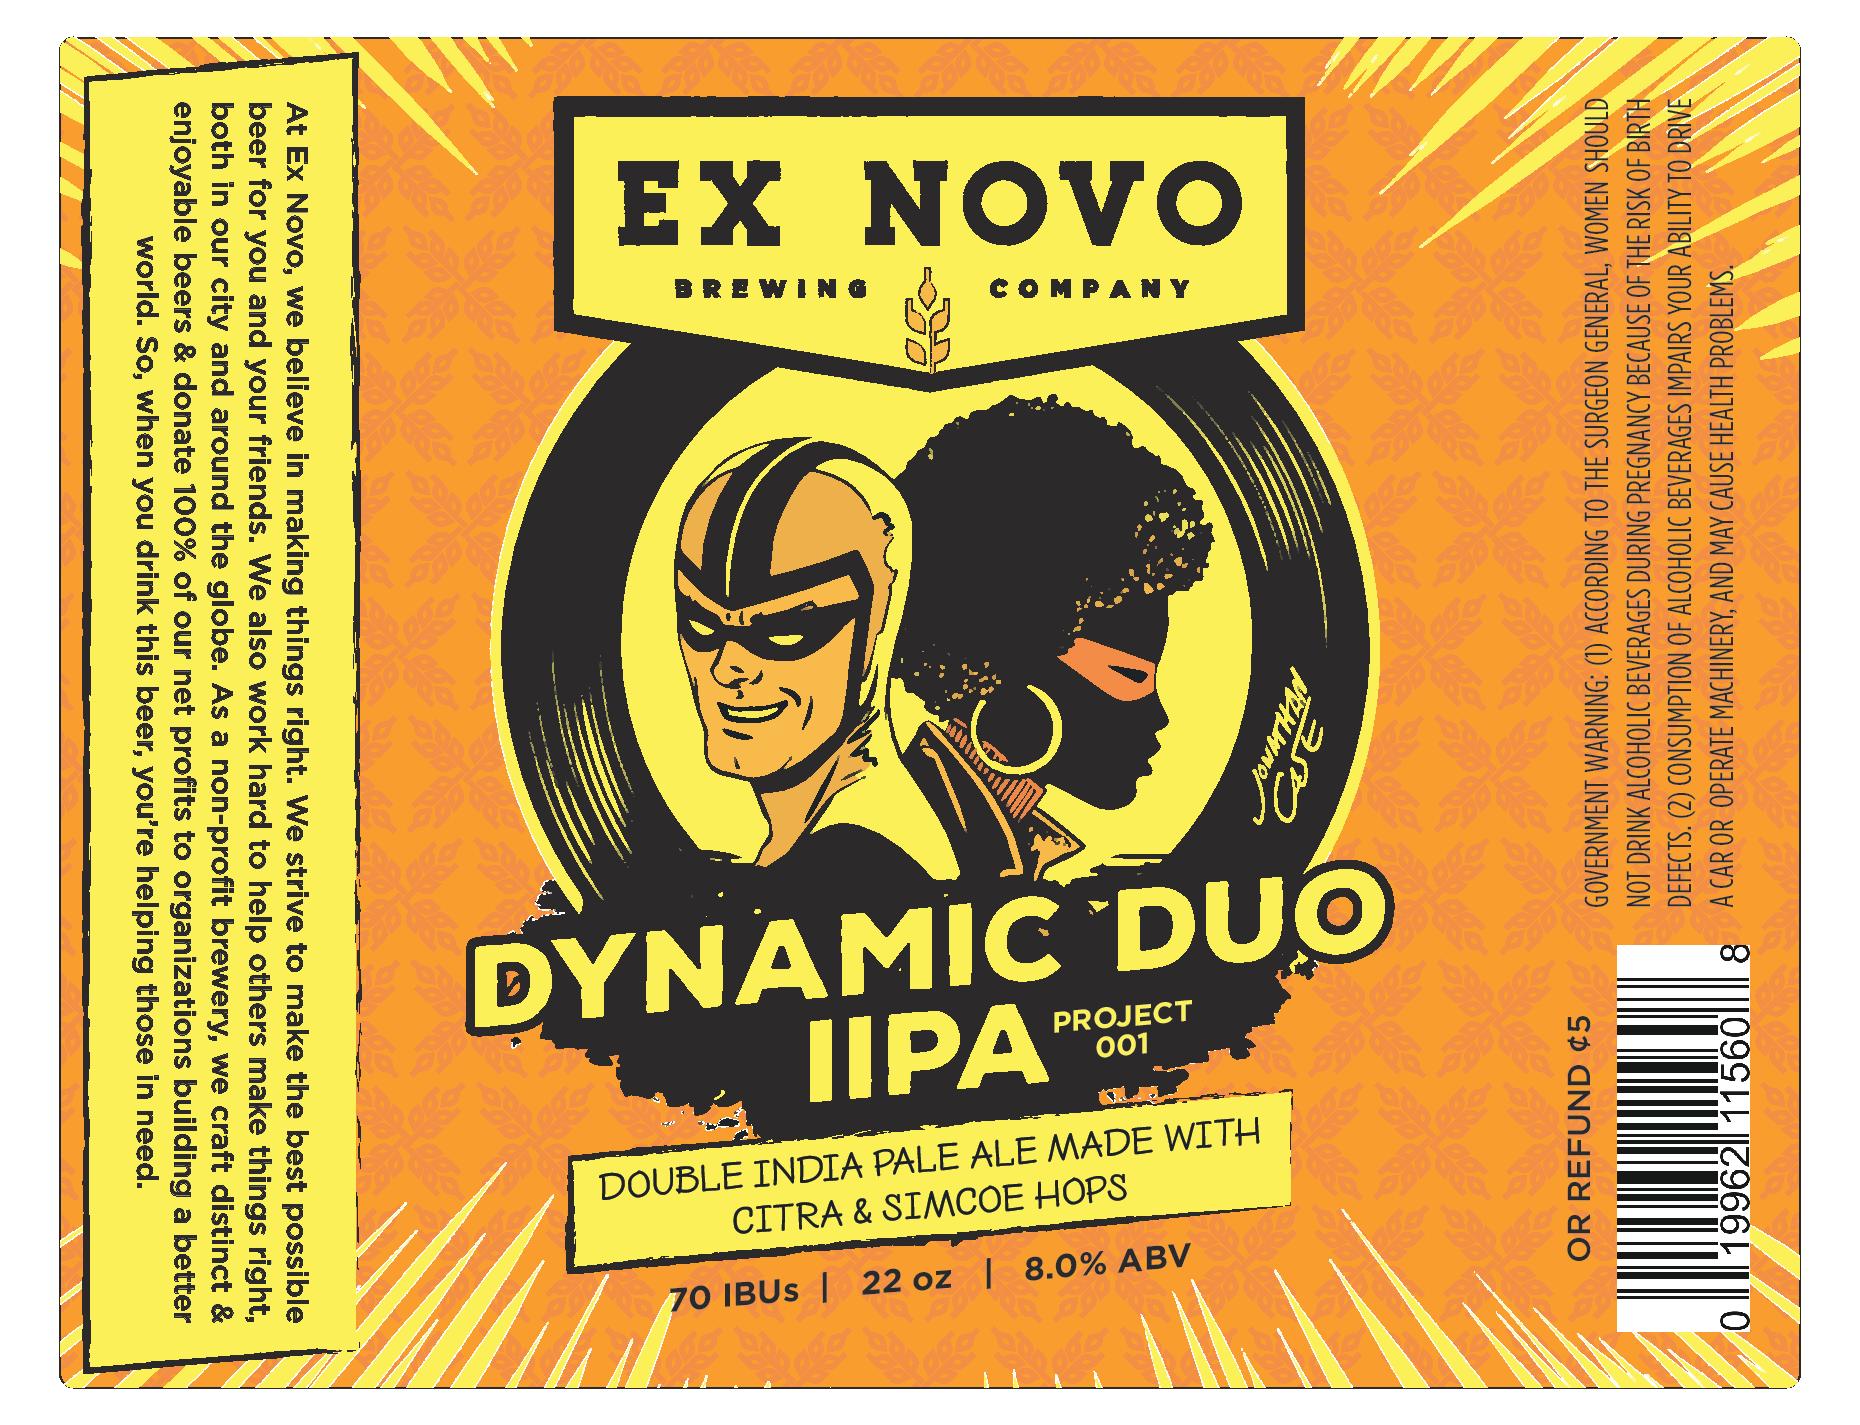 At Ex Novo, we believe in making things right. We strive to make the best possible
beer for you and your friends. We also work hard to help others make things right,
both in our city and around the globe. As a non-profit brewery, we craft distinct &
enjoyable beers & donate 100% of our net profits to organizations building a better
world. So, when you drink this beer, you're helping those in need.
EX NOVO
BREWING COMPANY
JONATHAN
CASE
DYNAMIC DUO
IIPA
PROJECT
001
DOUBLE INDIA PALE ALE MADE WITH
CITRA & SIMCOE HOPS
70 IBUs | 22 oz | 8.0% ABV
GOVERNMENT WARNING: (1) ACCORDING TO THE SURGEON GENERAL, WOMEN SHOULD
NOT DRINK ALCOHOLIC BEVERAGES DURING PREGNANCY BECAUSE OF THE RISK OF BIRTH
DEFECTS. (2) CONSUMPTION OF ALCOHOLIC BEVERAGES IMPAIRS YOUR ABILITY TO DRIVE
A CAR OR OPERATE MACHINERY, AND MAY CAUSE HEALTH PROBLEMS.
OR REFUND ¢5
0 19962 11560 8